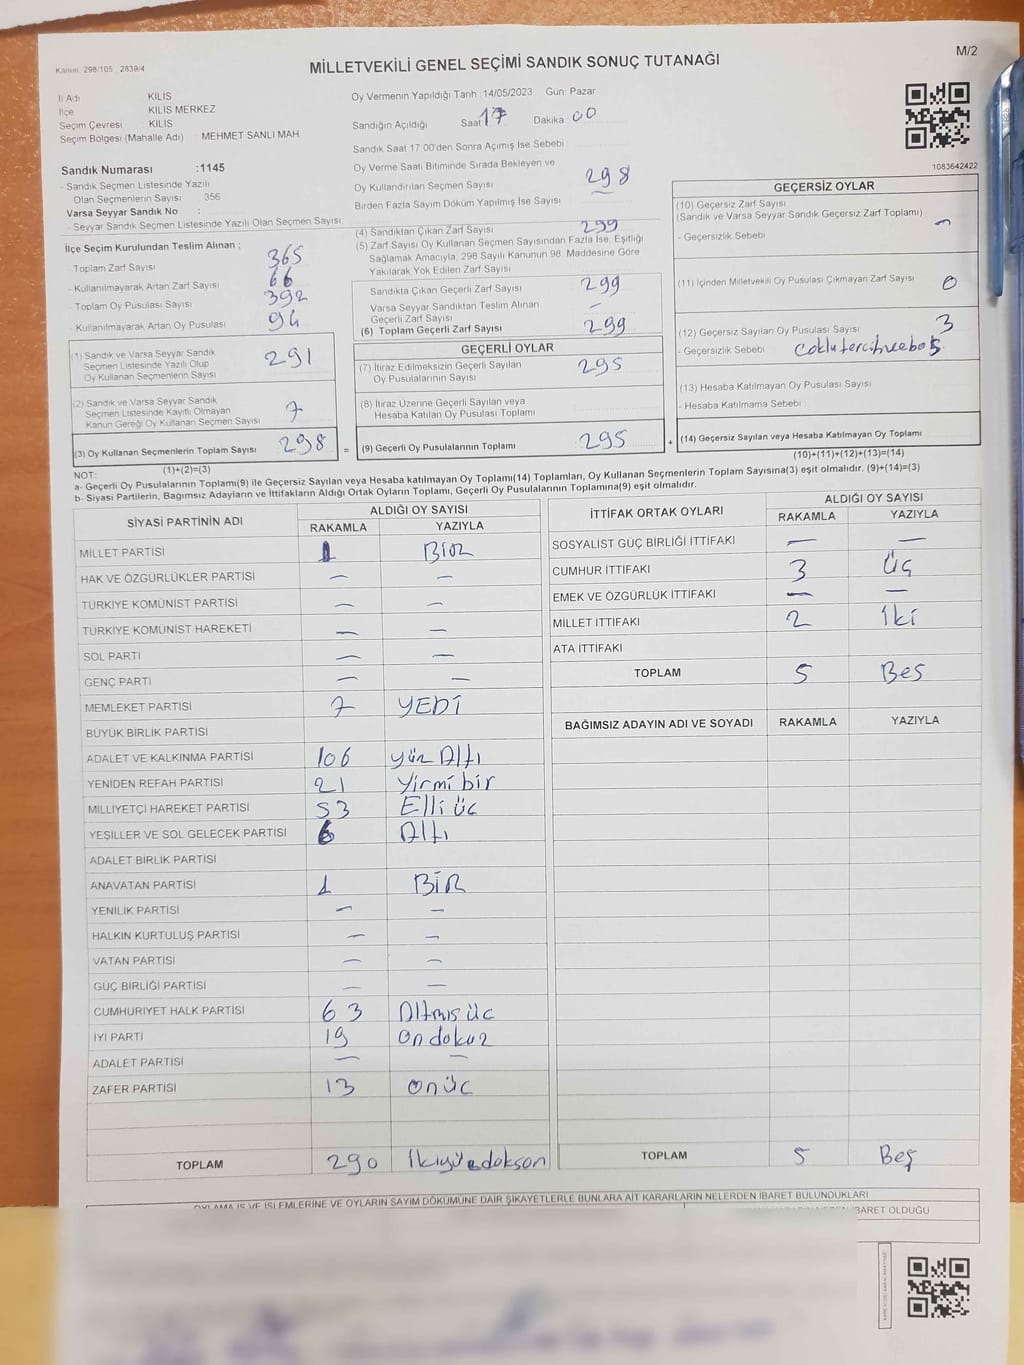 M/2
Kanun: 298/105 2839/4
MİLLETVEKİLİ GENEL SEÇİMİ SANDIK SONUÇ TUTANAĞI
İl Adı KİLİS
İlçe KİLİS MERKEZ
Seçim Çevresi KİLİS
Seçim Bölgesi (Mahalle Adı) MEHMET SANLI MAH
Sandık Numarası :1145
- Sandık Seçmen Listesinde Yazılı
Olan Seçmenlerin Sayısı 356
Varsa Seyyar Sandık No :
- Seyyar Sandık Seçmen Listesinde Yazılı Olan Seçmen Sayısı:
İlçe Seçim Kurulundan Teslim Alınan ;
- Toplam Zarf Sayısı 365
- Kullanılmayarak Artan Zarf Sayısı 66
- Toplam Oy Pusulası Sayısı 392
- Kullanılmayarak Artan Oy Pusulası 94
(1) Sandık ve Varsa Seyyar Sandık
Seçmen Listesinde Yazılı Olup
Oy Kullanan Seçmenlerin Sayısı 291
(2) Sandık ve Varsa Seyyar Sandık
Seçmen Listesinde Kayıtlı Olmayan
Kanun Gereği Oy Kullanan Seçmen Sayısı 7
(3) Oy Kullanan Seçmenlerin Toplam Sayısı 298 =
(1)+(2)=(3)
Oy Vermenin Yapıldığı Tarih :14/05/2023 Gün: Pazar
Sandığın Açıldığı Saat 17 Dakika 00
Sandık Saat 17.00'den Sonra Açımış İse Sebebi
Oy Verme Saati Bitiminde Sırada Bekleyen ve
Oy Kullandırılan Seçmen Sayısı 298
Birden Fazla Sayım Döküm Yapılmış İse Sayısı
(4) Sandıktan Çıkan Zarf Sayısı 299
(5) Zarf Sayısı Oy Kullanan Seçmen Sayısından Fazla İse, Eşitliği
Sağlamak Amacıyla, 298 Sayılı Kanunun 98. Maddesine Göre
Yakılarak Yok Edilen Zarf Sayısı
Sandıkta Çıkan Geçerli Zarf Sayısı 299
Varsa Seyyar Sandıktan Teslim Alınan
Geçerli Zarf Sayısı –
(6) Toplam Geçerli Zarf Sayısı 299
GEÇERLİ OYLAR
(7) İtiraz Edilmeksizin Geçerli Sayılan
Oy Pusulalarının Sayısı 295
(8) İtiraz Üzerine Geçerli Sayılan veya
Hesaba Katılan Oy Pusulası Toplamı
(9) Geçerli Oy Pusulalarının Toplamı 295 +
1083642422
GEÇERSİZ OYLAR
(10) Geçersiz Zarf Sayısı
(Sandık ve Varsa Seyyar Sandık Geçersiz Zarf Toplamı) –
- Geçersizlik Sebebi
(11) İçinden Milletvekili Oy Pusulası Çıkmayan Zarf Sayısı 0
(12) Geçersiz Sayılan Oy Pusulası Sayısı 3
- Geçersizlik Sebebi
(13) Hesaba Katılmayan Oy Pusulası Sayısı
- Hesaba Katılmama Sebebi
(14) Geçersiz Sayılan veya Hesaba Katılmayan Oy Toplamı
(10)+(11)+(12)+(13)=(14)
NOT:
a- Geçerli Oy Pusulalarının Toplamı(9) ile Geçersiz Sayılan veya Hesaba katılmayan Oy Toplamı(14) Toplamları, Oy Kullanan Seçmenlerin Toplam Sayısına(3) eşit olmalıdır. (9)+(14)=(3)
b- Siyasi Partilerin, Bağımsız Adayların ve İttifakların Aldığı Ortak Oyların Toplamı, Geçerli Oy Pusulalarının Toplamına(9) eşit olmalıdır.
SİYASİ PARTİNİN ADI ALDIĞI OY SAYISI
RAKAMLA YAZIYLA
MİLLET PARTİSİ 1 BİR
HAK VE ÖZGÜRLÜKLER PARTİSİ – –
TÜRKİYE KOMÜNİST PARTİSİ – –
TÜRKİYE KOMÜNİST HAREKETİ – –
SOL PARTİ – –
GENÇ PARTİ – –
MEMLEKET PARTİSİ 7 YEDİ
BÜYÜK BİRLİK PARTİSİ
ADALET VE KALKINMA PARTİSİ 106 yüz Altı
YENİDEN REFAH PARTİSİ 21 Yirmi bir
MİLLİYETÇİ HAREKET PARTİSİ 53 Elli üc
YEŞİLLER VE SOL GELECEK PARTİSİ 6 Altı
ADALET BİRLİK PARTİSİ
ANAVATAN PARTİSİ 1 BİR
YENİLİK PARTİSİ – –
HALKIN KURTULUŞ PARTİSİ – –
VATAN PARTİSİ – –
GÜÇ BİRLİĞİ PARTİSİ – –
CUMHURİYET HALK PARTİSİ 63 Altmıs üc
İYİ PARTİ 19 on dokuz
ADALET PARTİSİ – –
ZAFER PARTİSİ 13 onüc
TOPLAM 290 ikiyüzdokson
İTTİFAK ORTAK OYLARI ALDIĞI OY SAYISI
RAKAMLA YAZIYLA
SOSYALİST GÜÇ BİRLİĞİ İTTİFAKI – –
CUMHUR İTTİFAKI 3 Üç
EMEK VE ÖZGÜRLÜK İTTİFAKI – –
MİLLET İTTİFAKI 2 iki
ATA İTTİFAKI
TOPLAM 5 Bes
BAĞIMSIZ ADAYIN ADI VE SOYADI RAKAMLA YAZIYLA
TOPLAM 5 Beş
OYLAMA İŞ VE İŞLEMLERİNE VE OYLARIN SAYIM DÖKÜMÜNE DAİR ŞİKAYETLERLE BUNLARA AİT KARARLARIN NELERDEN İBARET BULUNDUKLARI
İBARET OLDUĞU